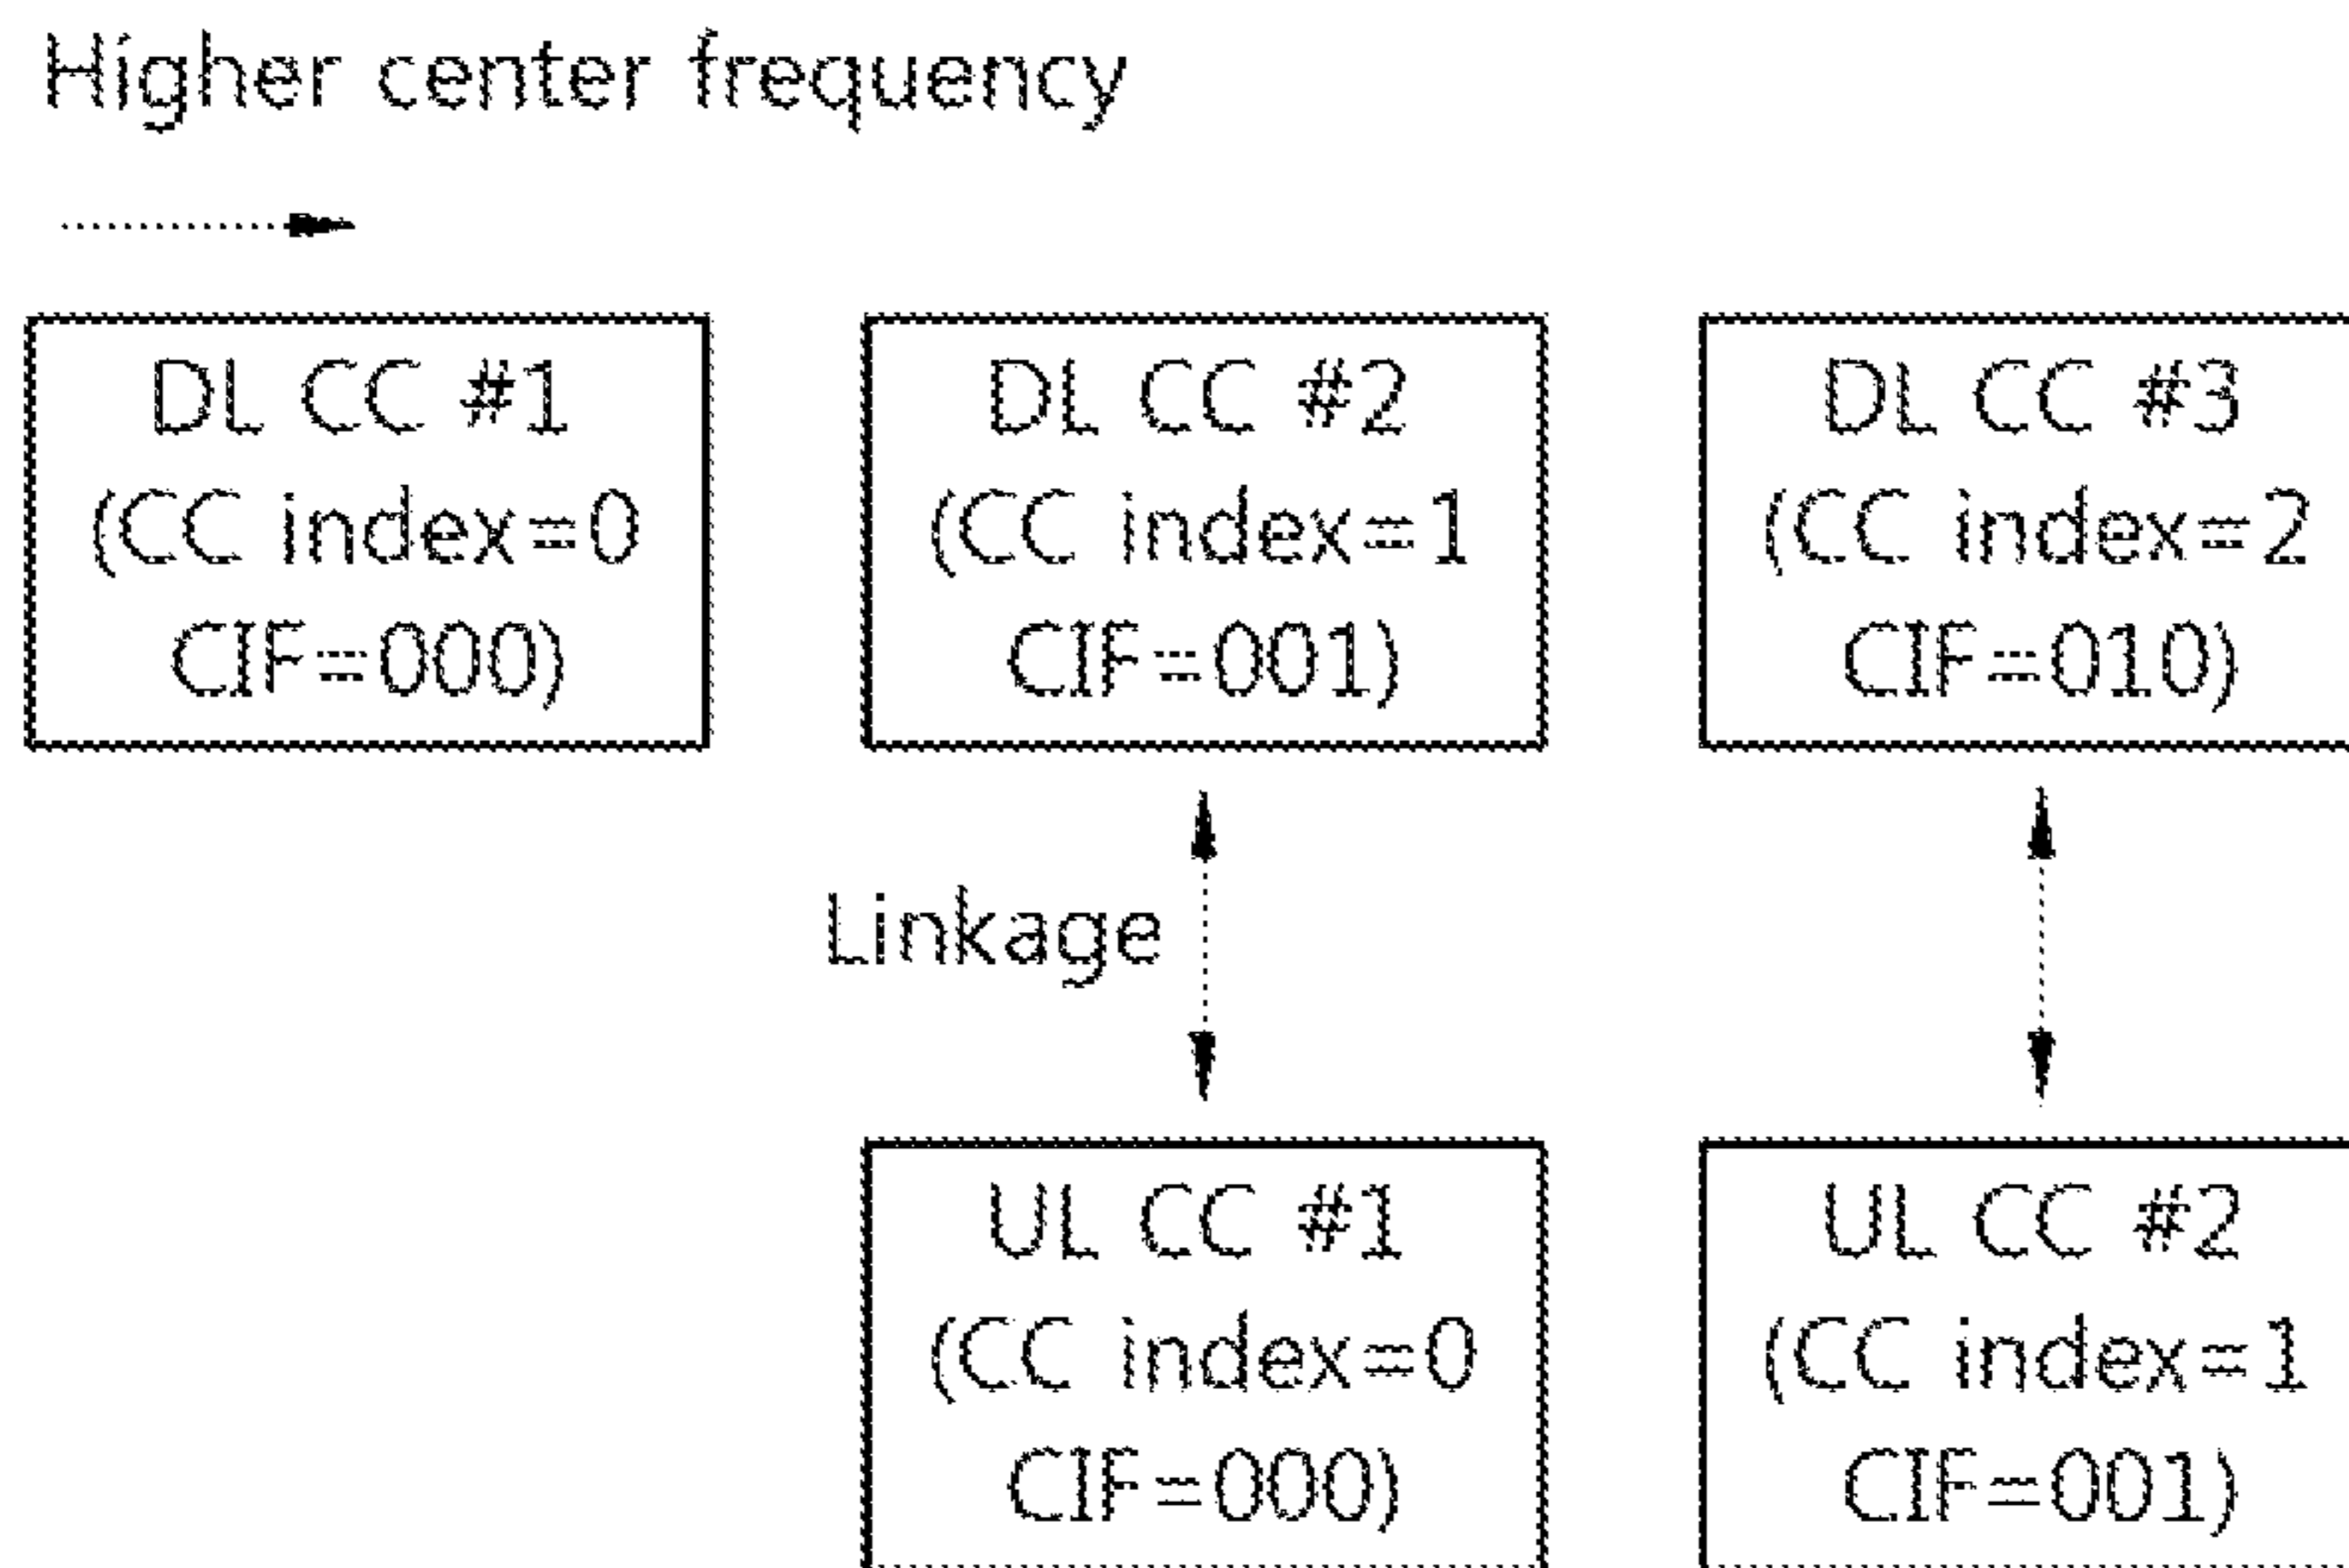 Higher center frequency
DL CC #1
(CC index=0
CIF=000)
DL CC #2
(CC index=1
CIF=001)
DL CC #3
(CC index=2
CIF=010)
Linkage
UL CC #1
(CC index=0
CIF=000)
UL CC #2
(CC index=1
CIF=001)